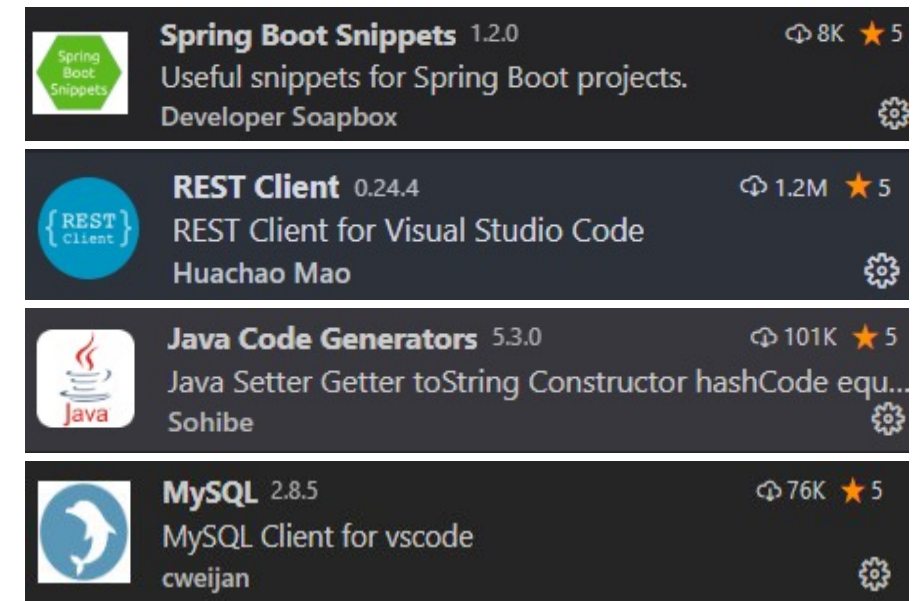 Spring Boot Snippets 1.2.0 8K 5
Spring
Boot
Snippets
Useful snippets for Spring Boot projects.
Developer Soapbox
REST Client 0.24.4 1.2M 5
{REST}
Client
REST Client for Visual Studio Code
Huachao Mao
Java Code Generators 5.3.0 101K 5
Java
Java Setter Getter toString Constructor hashCode equ...
Sohibe
MySQL 2.8.5 76K 5
MySQL Client for vscode
cweijan